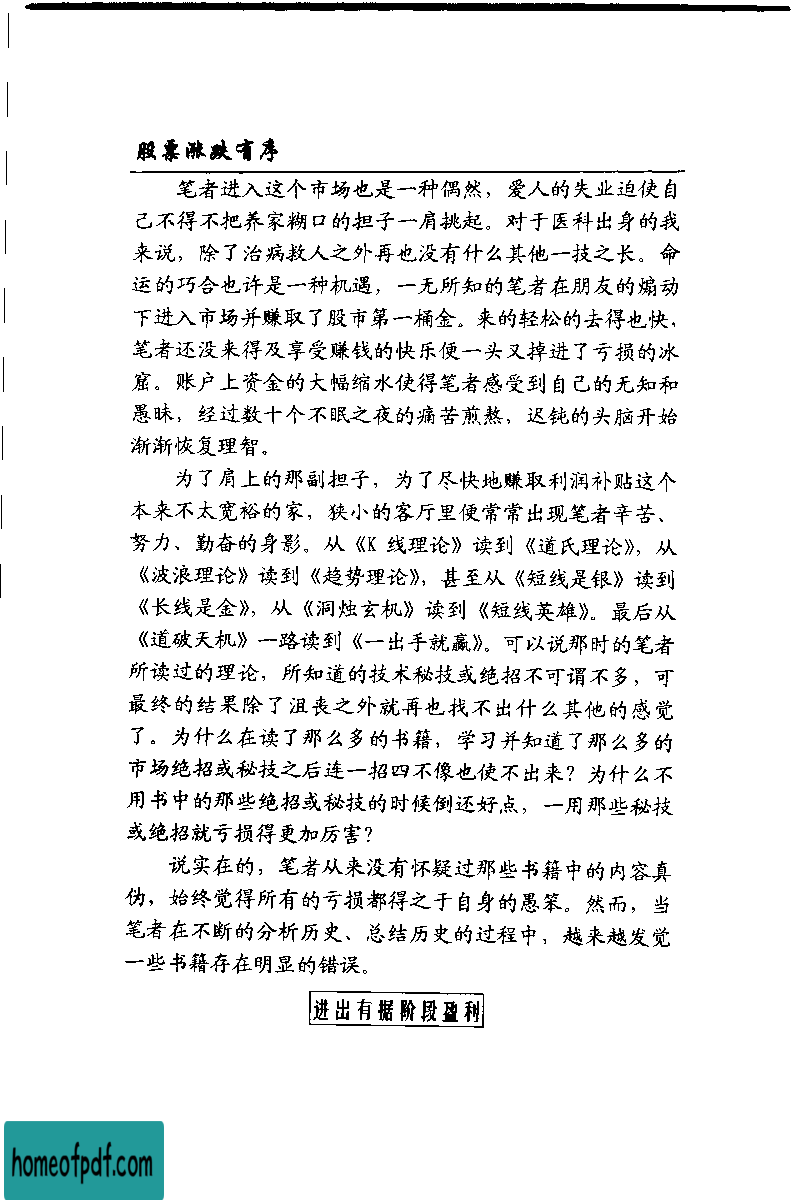 股票涨跌有序
笔者进入这个市场也是一种偶然，爱人的失业迫使自
己不得不把养家糊口的担子一肩挑起。对于医科出身的我
来说，除了治病救人之外再也没有什么其他一技之长。命
运的巧合也许是一种机遇，一无所知的笔者在朋友的煽动
下进入市场并赚取了股市第一桶金。来的轻松的去得也快，
笔者还没来得及享受赚钱的快乐便一头又掉进了亏损的冰
窟。账户上资金的大幅缩水使得笔者感受到自己的无知和
愚昧，经过数十个不眠之夜的痛苦煎熬，迟钝的头脑开始
渐渐恢复理智。
为了肩上的那副担子，为了尽快地赚取利润补贴这个
本来不太宽裕的家，狭小的客厅里便常常出现笔者辛苦、
努力、勤奋的身影。从《K 线理论》读到《道氏理论》，从
《波浪理论》读到《趋势理论》，甚至从《短线是银》读到
《长线是金》，从《洞烛玄机》读到《短线英雄》。最后从
《道破天机》一路读到《一出手就赢》。可以说那时的笔者
所读过的理论，所知道的技术秘技或绝招不可谓不多，可
最终的结果除了沮丧之外就再也找不出什么其他的感觉
了。为什么在读了那么多的书籍，学习并知道了那么多的
市场绝招或秘技之后连一招四不像也使不出来？为什么不
用书中的那些绝招或秘技的时候倒还好点，一用那些秘技
或绝招就亏损得更加厉害？
说实在的，笔者从来没有怀疑过那些书籍中的内容真
伪，始终觉得所有的亏损都得之于自身的愚笨。然而，当
笔者在不断的分析历史、总结历史的过程中，越来越发觉
一些书籍存在明显的错误。
进出有据阶段盈利
homeofpdf.com